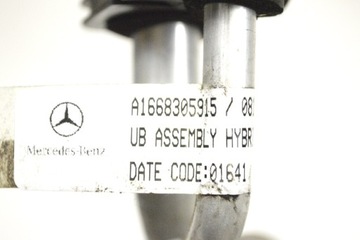 A1668305915 / 08
UB ASSEMBLY HYBR
Mercedes-Benz
DATE CODE:01641